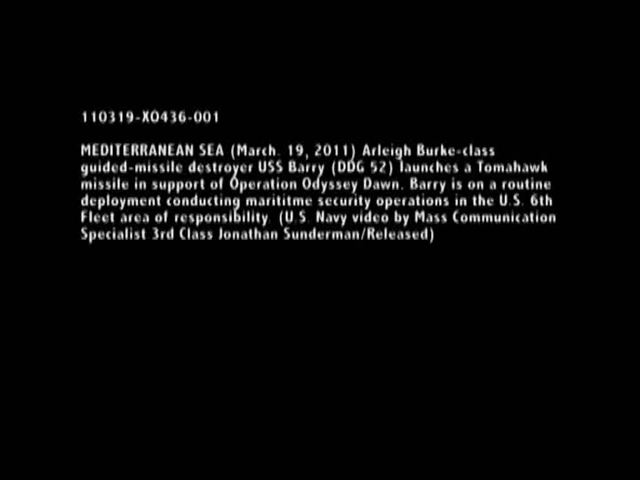 110319-XO436-001
MEDITERRANEAN SEA (March. 19, 2011) Arleigh Burke-class
guided-missile destroyer USS Barry (DDG 52) launches a Tomahawk
missile in support of Operation Odyssey Dawn. Barry is on a routine
deployment conducting marititme security operations in the U.S. 6th
Fleet area of responsibility. (U.S. Navy video by Mass Communication
Specialist 3rd Class Jonathan Sunderman/Released)